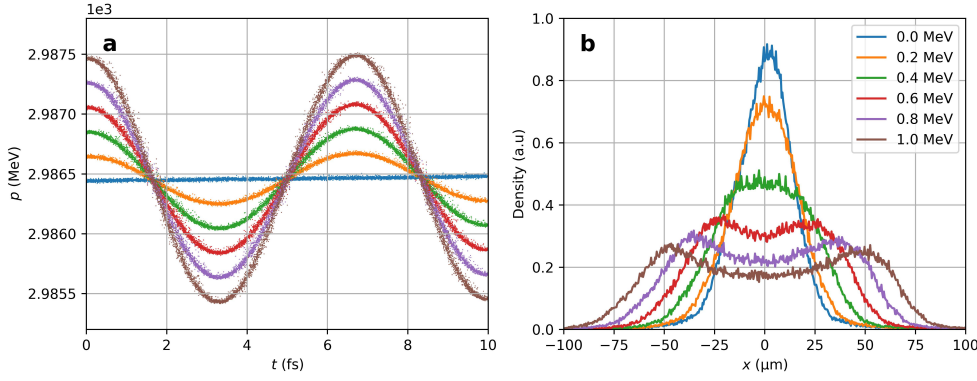 1e3
a
2.9875
2.9870
2.9865
2.9860
2.9855
p (MeV)
0
2
4
6
8
10
t (fs)
b
1.0
0.8
0.6
0.4
0.2
0.0
Density (a.u)
−100
−75
−50
−25
0
25
50
75
100
x (μm)
0.0 MeV
0.2 MeV
0.4 MeV
0.6 MeV
0.8 MeV
1.0 MeV